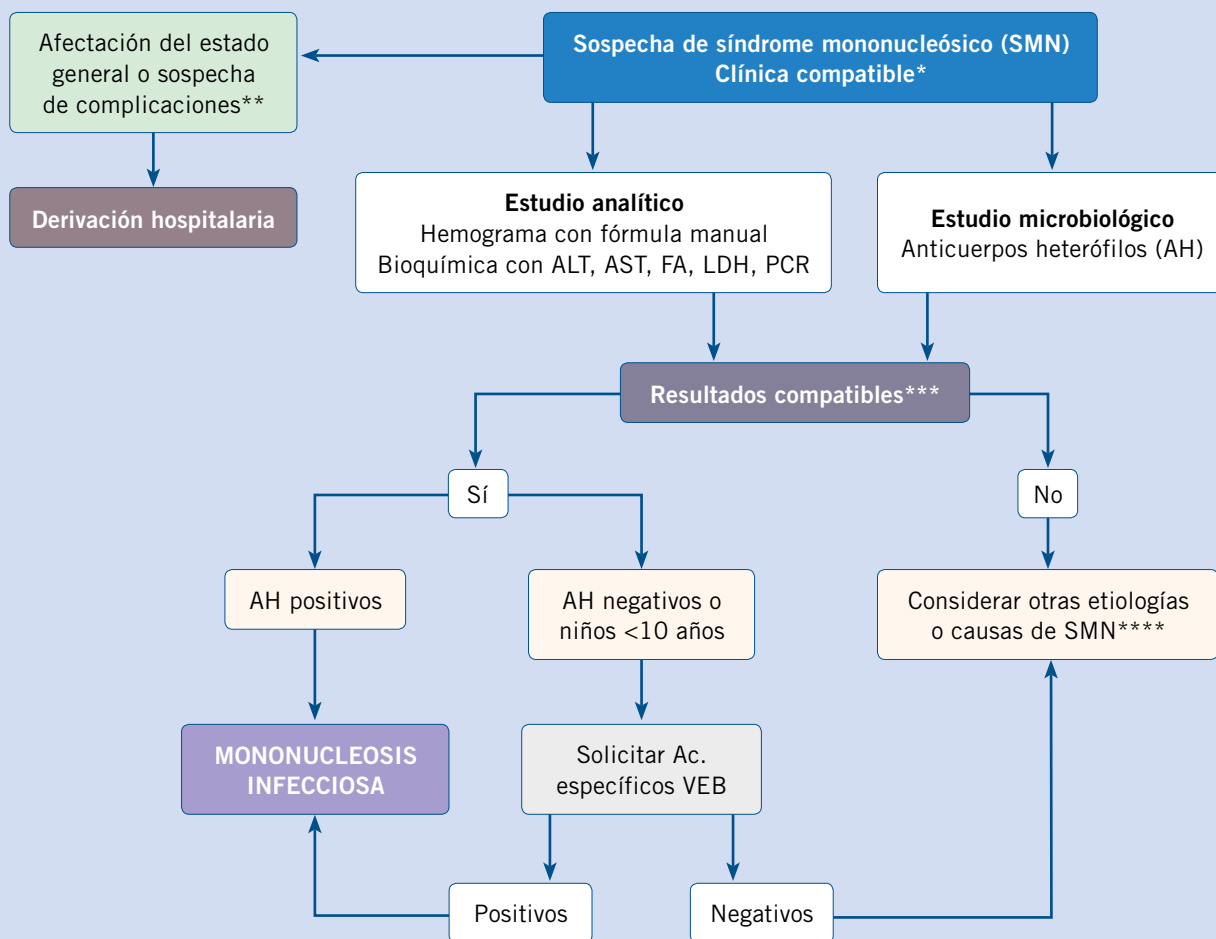 Afectación del estado
general o sospecha
de complicaciones**
Sospecha de síndrome mononucleósico (SMN)
Clínica compatible*
Derivación hospitalaria
Estudio analítico
Hemograma con fórmula manual
Bioquímica con ALT, AST, FA, LDH, PCR
Estudio microbiológico
Anticuerpos heterófilos (AH)
Resultados compatibles***
Sí
No
AH positivos
AH negativos o
niños <10 años
Considerar otras etiologías
o causas de SMN****
MONONUCLEOSIS
INFECCIOSA
Solicitar Ac.
específicos VEB
Positivos
Negativos